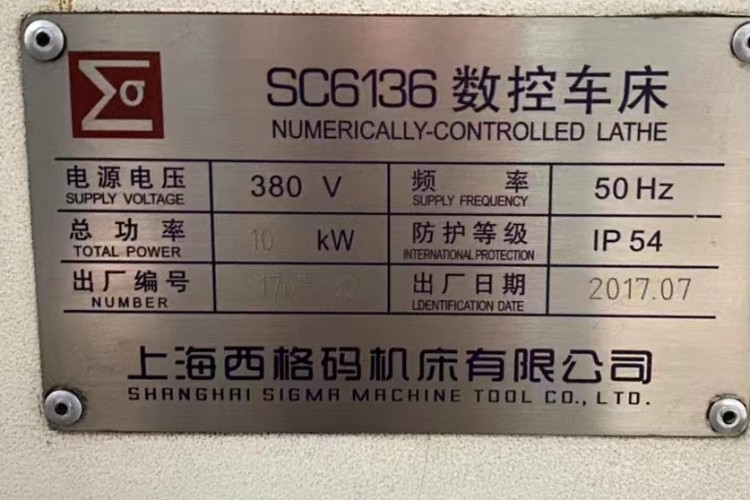 Σσ
SC6136 数控车床
NUMERICALLY-CONTROLLED LATHE
电源电压 380 V 频率 50 Hz
SUPPLY VOLTAGE SUPPLY FREQUENCY
总功率 10 kW 防护等级 IP 54
TOTAL POWER INTERNATIONAL PROTECTION
出厂编号 出厂日期 2017.07
NUMBER LDENTIFICATION DATE
上海西格码机床有限公司
SHANGHAI SIGMA MACHINE TOOL CO., LTD.